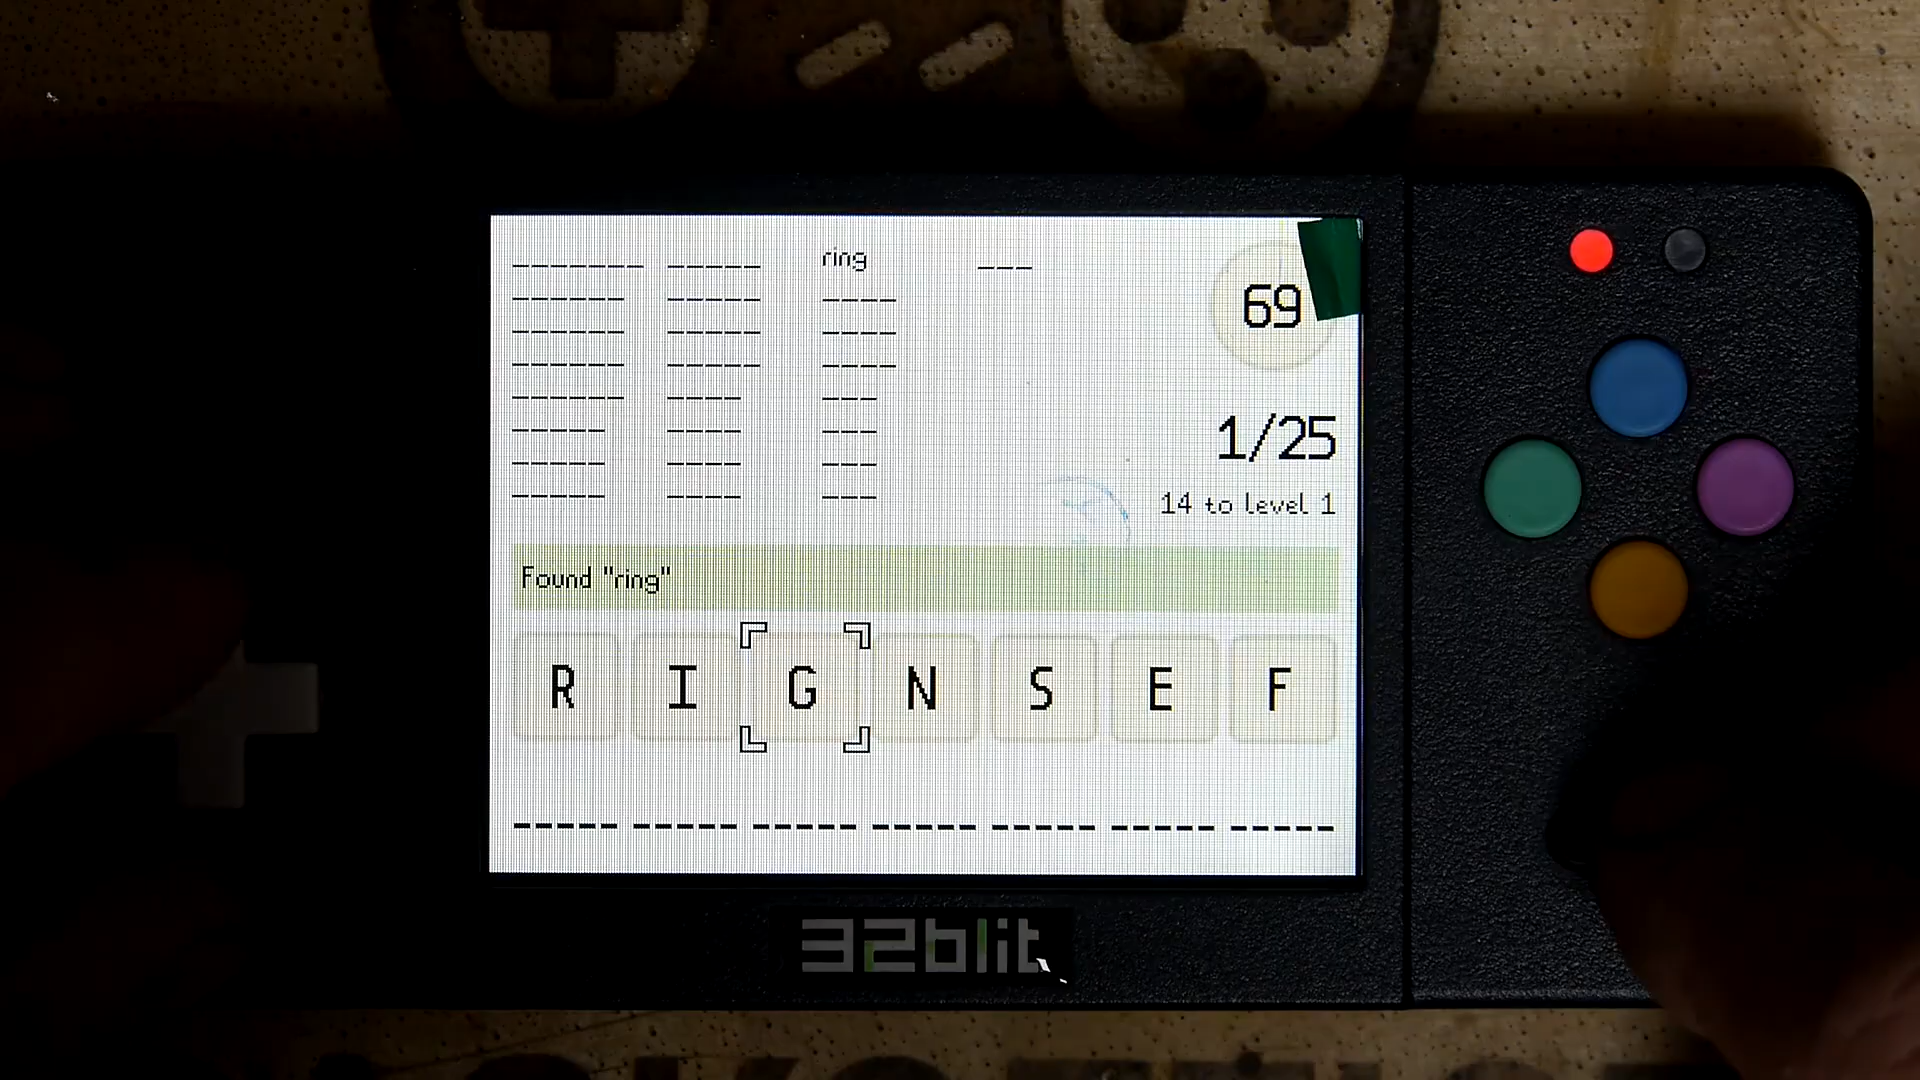 ring
69
1/25
14 to level 1
Found "ring"
R I G N S E F
32blit